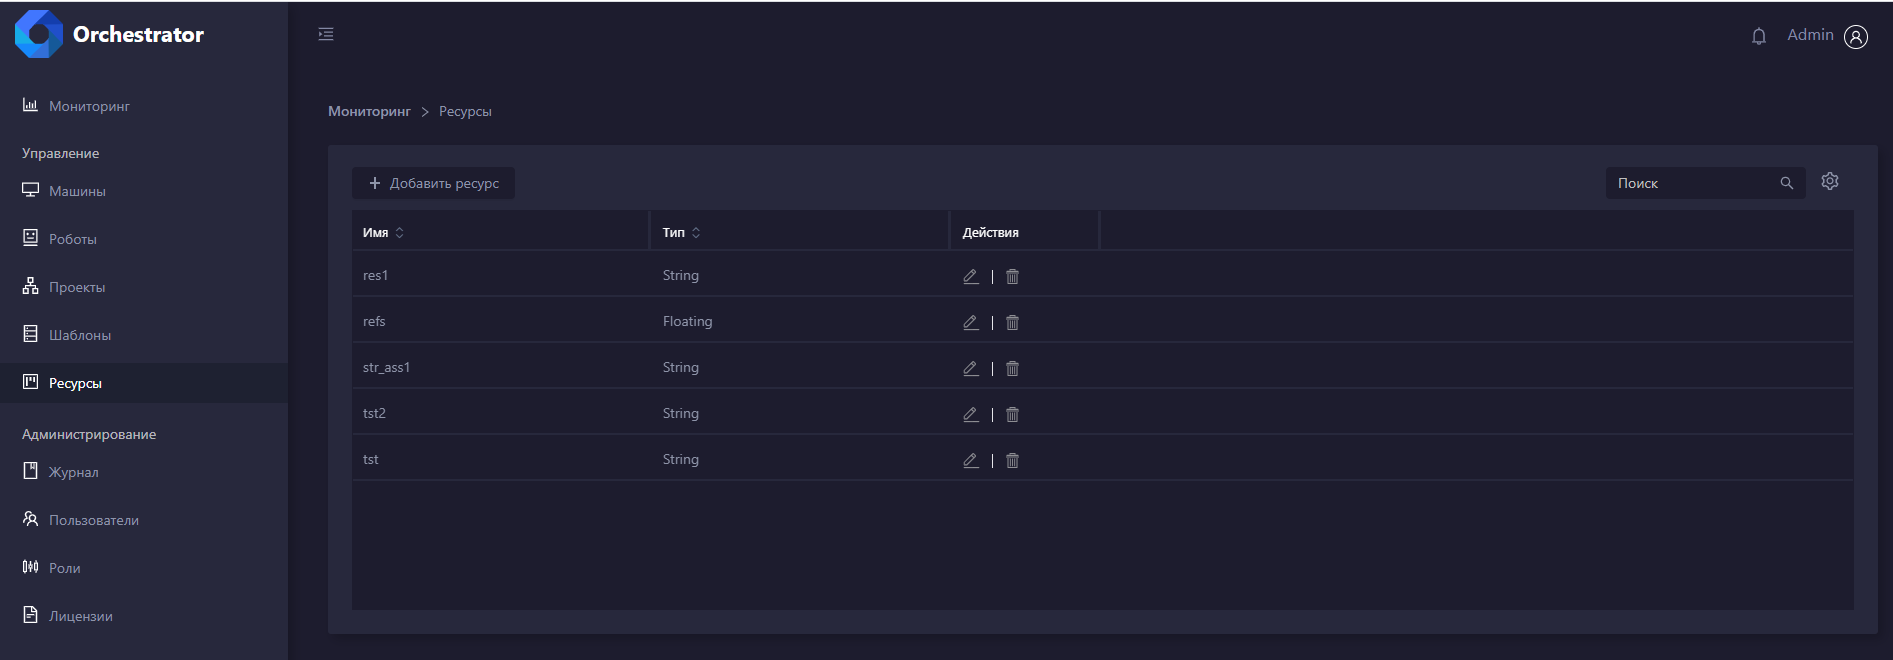 Orchestrator
Admin
Мониторинг
Управление
Машины
Роботы
Проекты
Шаблоны
Ресурсы
Администрирование
Журнал
Пользователи
Роли
Лицензии
Мониторинг > Ресурсы
+ Добавить ресурс
Поиск
Имя Тип Действия
res1 String |
refs Floating |
str_ass1 String |
tst2 String |
tst String |